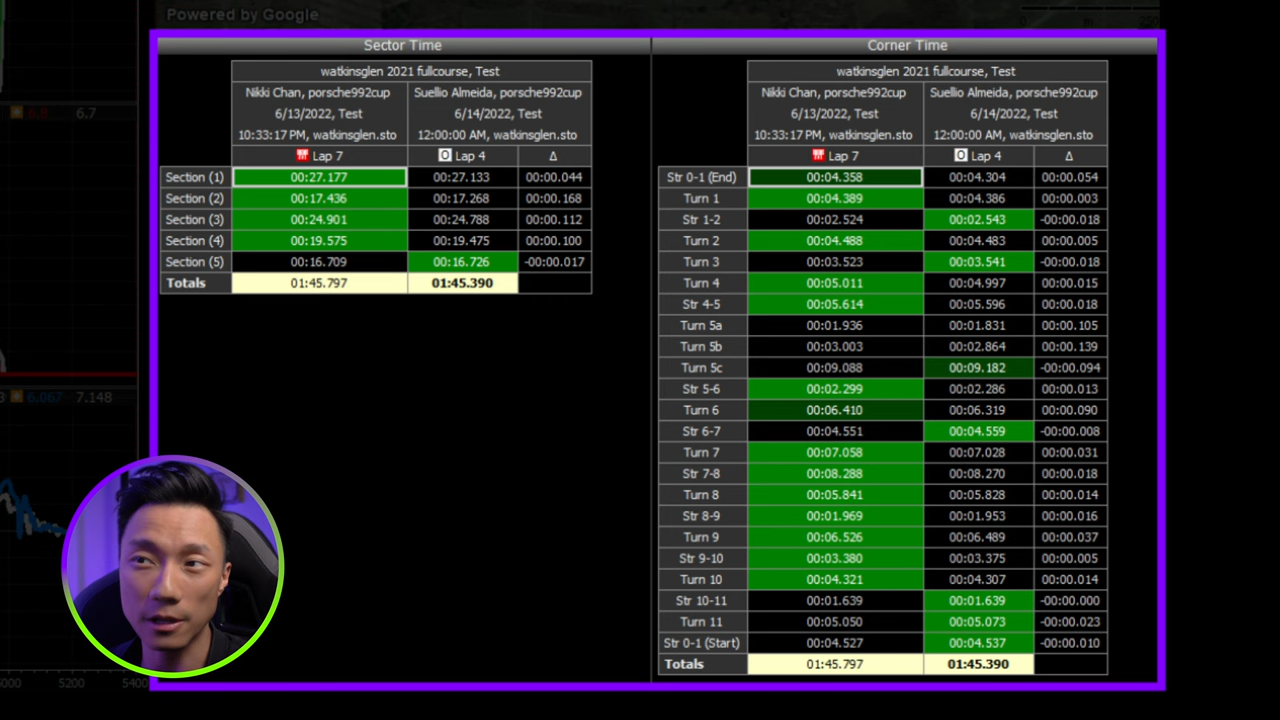 Powered by Google
250
6.8 6.7
6.067 7.148
5200 5400
Sector Time
watkinsglen 2021 fullcourse, Test
Nikki Chan, porsche992cup Suellio Almeida, porsche992cup
6/13/2022, Test 6/14/2022, Test
10:33:17 PM, watkinsglen.sto 12:00:00 AM, watkinsglen.sto
Lap 7 O Lap 4 Δ
Section (1) 00:27.177 00:27.133 00:00.044
Section (2) 00:17.436 00:17.268 00:00.168
Section (3) 00:24.901 00:24.788 00:00.112
Section (4) 00:19.575 00:19.475 00:00.100
Section (5) 00:16.709 00:16.726 -00:00.017
Totals 01:45.797 01:45.390
Corner Time
watkinsglen 2021 fullcourse, Test
Nikki Chan, porsche992cup Suellio Almeida, porsche992cup
6/13/2022, Test 6/14/2022, Test
10:33:17 PM, watkinsglen.sto 12:00:00 AM, watkinsglen.sto
Lap 7 O Lap 4 Δ
Str 0-1 (End) 00:04.358 00:04.304 00:00.054
Turn 1 00:04.389 00:04.386 00:00.003
Str 1-2 00:02.524 00:02.543 -00:00.018
Turn 2 00:04.488 00:04.483 00:00.005
Turn 3 00:03.523 00:03.541 -00:00.018
Turn 4 00:05.011 00:04.997 00:00.015
Str 4-5 00:05.614 00:05.596 00:00.018
Turn 5a 00:01.936 00:01.831 00:00.105
Turn 5b 00:03.003 00:02.864 00:00.139
Turn 5c 00:09.088 00:09.182 -00:00.094
Str 5-6 00:02.299 00:02.286 00:00.013
Turn 6 00:06.410 00:06.319 00:00.090
Str 6-7 00:04.551 00:04.559 -00:00.008
Turn 7 00:07.058 00:07.028 00:00.031
Str 7-8 00:08.288 00:08.270 00:00.018
Turn 8 00:05.841 00:05.828 00:00.014
Str 8-9 00:01.969 00:01.953 00:00.016
Turn 9 00:06.526 00:06.489 00:00.037
Str 9-10 00:03.380 00:03.375 00:00.005
Turn 10 00:04.321 00:04.307 00:00.014
Str 10-11 00:01.639 00:01.639 -00:00.000
Turn 11 00:05.050 00:05.073 -00:00.023
Str 0-1 (Start) 00:04.527 00:04.537 -00:00.010
Totals 01:45.797 01:45.390